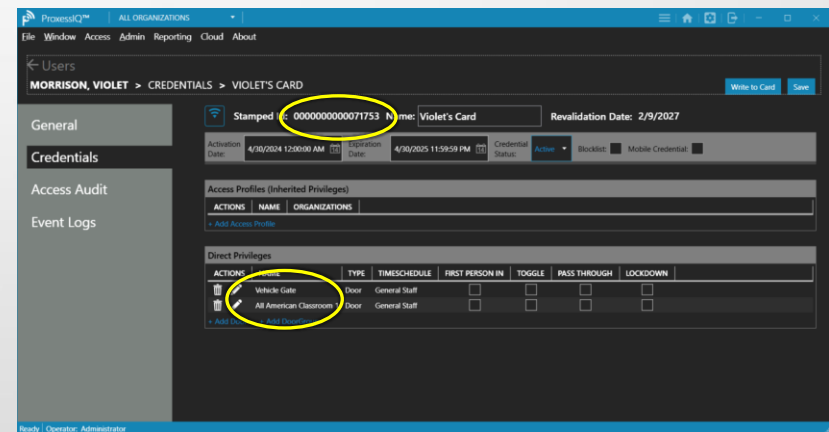 ProxessIQ™ ALL ORGANIZATIONS
File Window Access Admin Reporting Cloud About
Users
MORRISON, VIOLET > CREDENTIALS > VIOLET'S CARD
Write to Card Save
General
Credentials
Access Audit
Event Logs
Stamped Id: 0000000000071753 Name: Violet's Card Revalidation Date: 2/9/2027
Activation Date: 4/30/2024 12:00:00 AM Expiration Date: 4/30/2025 11:59:59 PM Credential Status: Active Blocklist: Mobile Credential:
Access Profiles (Inherited Privileges)
ACTIONS NAME ORGANIZATIONS
+ Add Access Profile
Direct Privileges
ACTIONS NAME TYPE TIMESCHEDULE FIRST PERSON IN TOGGLE PASS THROUGH LOCKDOWN
Vehicle Gate Door General Staff
All American Classroom 1 Door General Staff
+ Add + Add
Ready Operator: Administrator